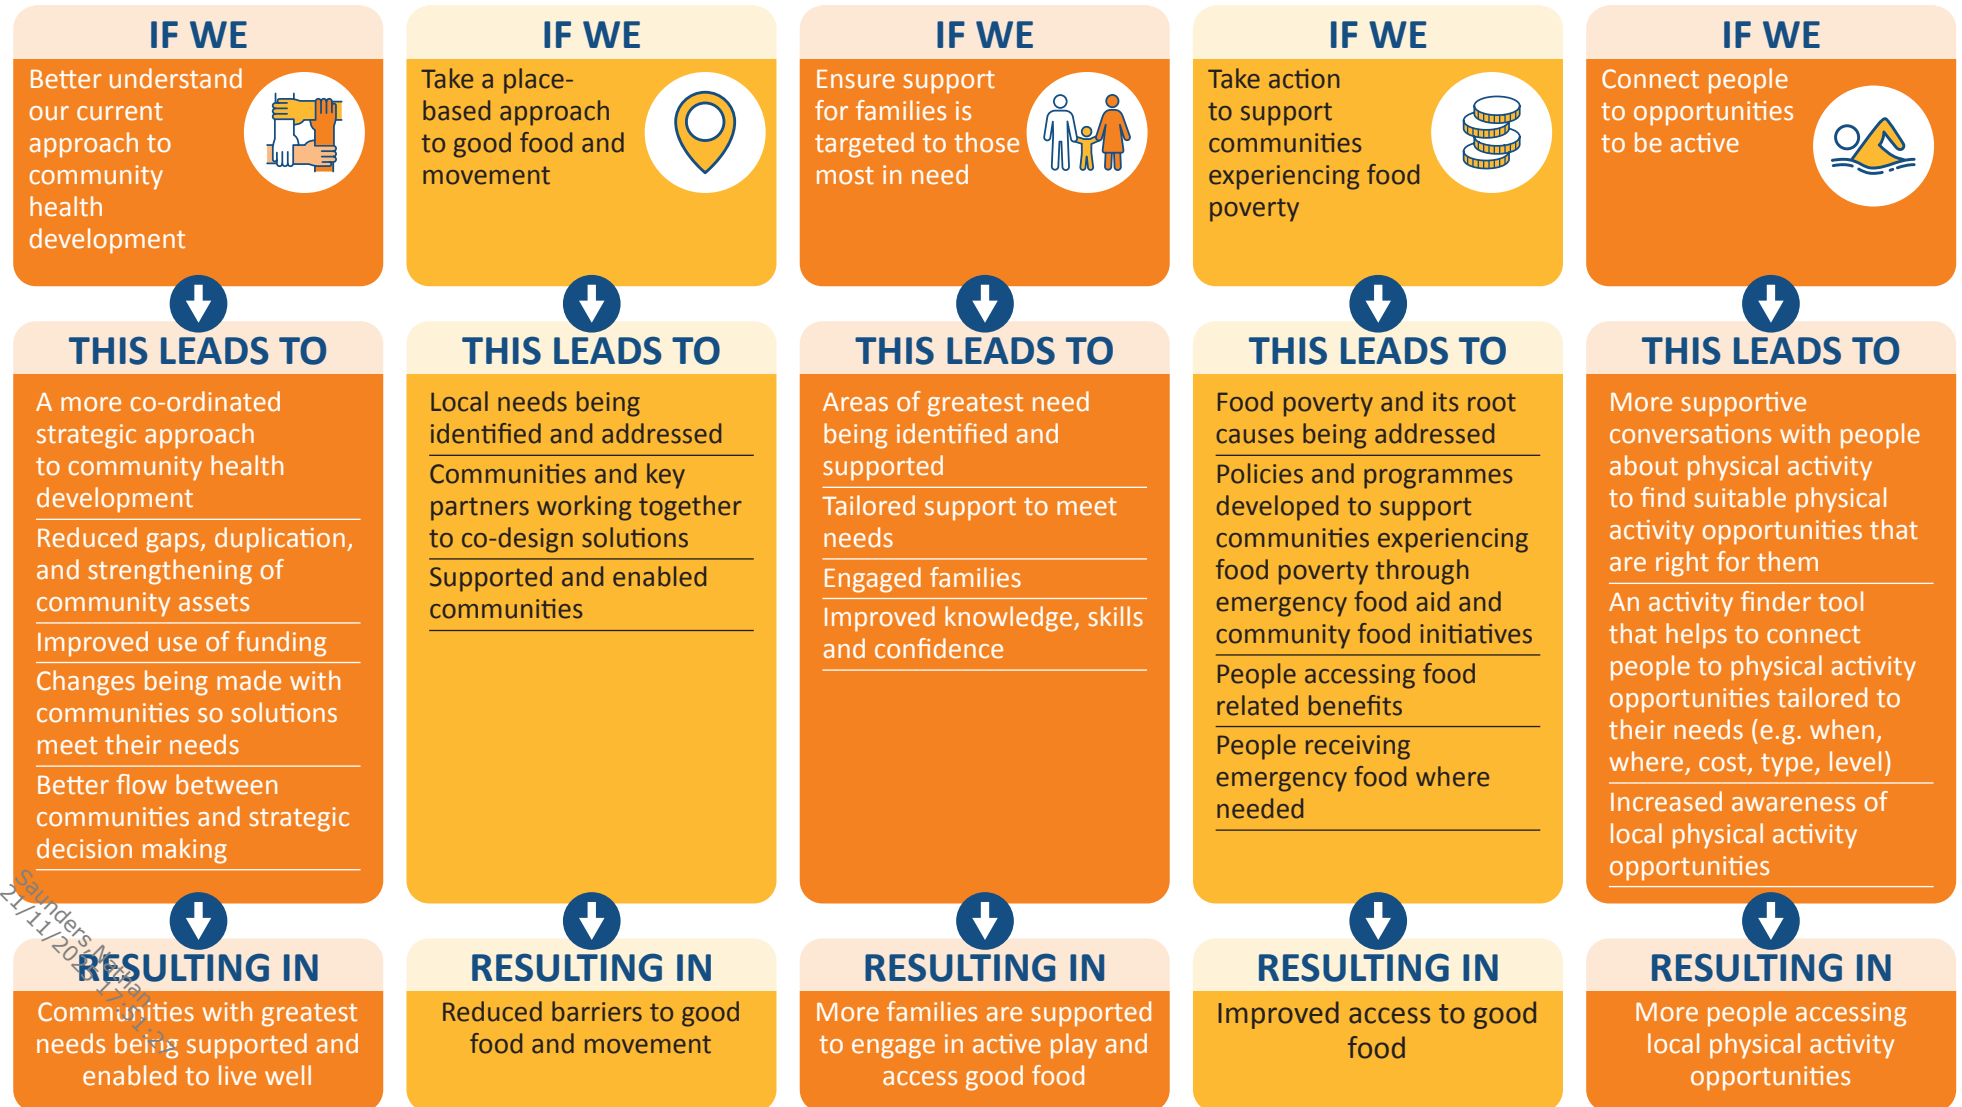 IF WE
Better understand
our current
approach to
community
health
development
THIS LEADS TO
A more co-ordinated
strategic approach
to community health
development
Reduced gaps, duplication,
and strengthening of
community assets
Improved use of funding
Changes being made with
communities so solutions
meet their needs
Better flow between
communities and strategic
decision making
RESULTING IN
Communities with greatest
needs being supported and
enabled to live well
IF WE
Take a place-
based approach
to good food and
movement
THIS LEADS TO
Local needs being
identified and addressed
Communities and key
partners working together
to co-design solutions
Supported and enabled
communities
RESULTING IN
Reduced barriers to good
food and movement
IF WE
Ensure support
for families is
targeted to those
most in need
THIS LEADS TO
Areas of greatest need
being identified and
supported
Tailored support to meet
needs
Engaged families
Improved knowledge, skills
and confidence
RESULTING IN
More families are supported
to engage in active play and
access good food
IF WE
Take action
to support
communities
experiencing food
poverty
THIS LEADS TO
Food poverty and its root
causes being addressed
Policies and programmes
developed to support
communities experiencing
food poverty through
emergency food aid and
community food initiatives
People accessing food
related benefits
People receiving
emergency food where
needed
RESULTING IN
Improved access to good
food
IF WE
Connect people
to opportunities
to be active
THIS LEADS TO
More supportive
conversations with people
about physical activity
to find suitable physical
activity opportunities that
are right for them
An activity finder tool
that helps to connect
people to physical activity
opportunities tailored to
their needs (e.g. when,
where, cost, type, level)
Increased awareness of
local physical activity
opportunities
RESULTING IN
More people accessing
local physical activity
opportunities
Saunders